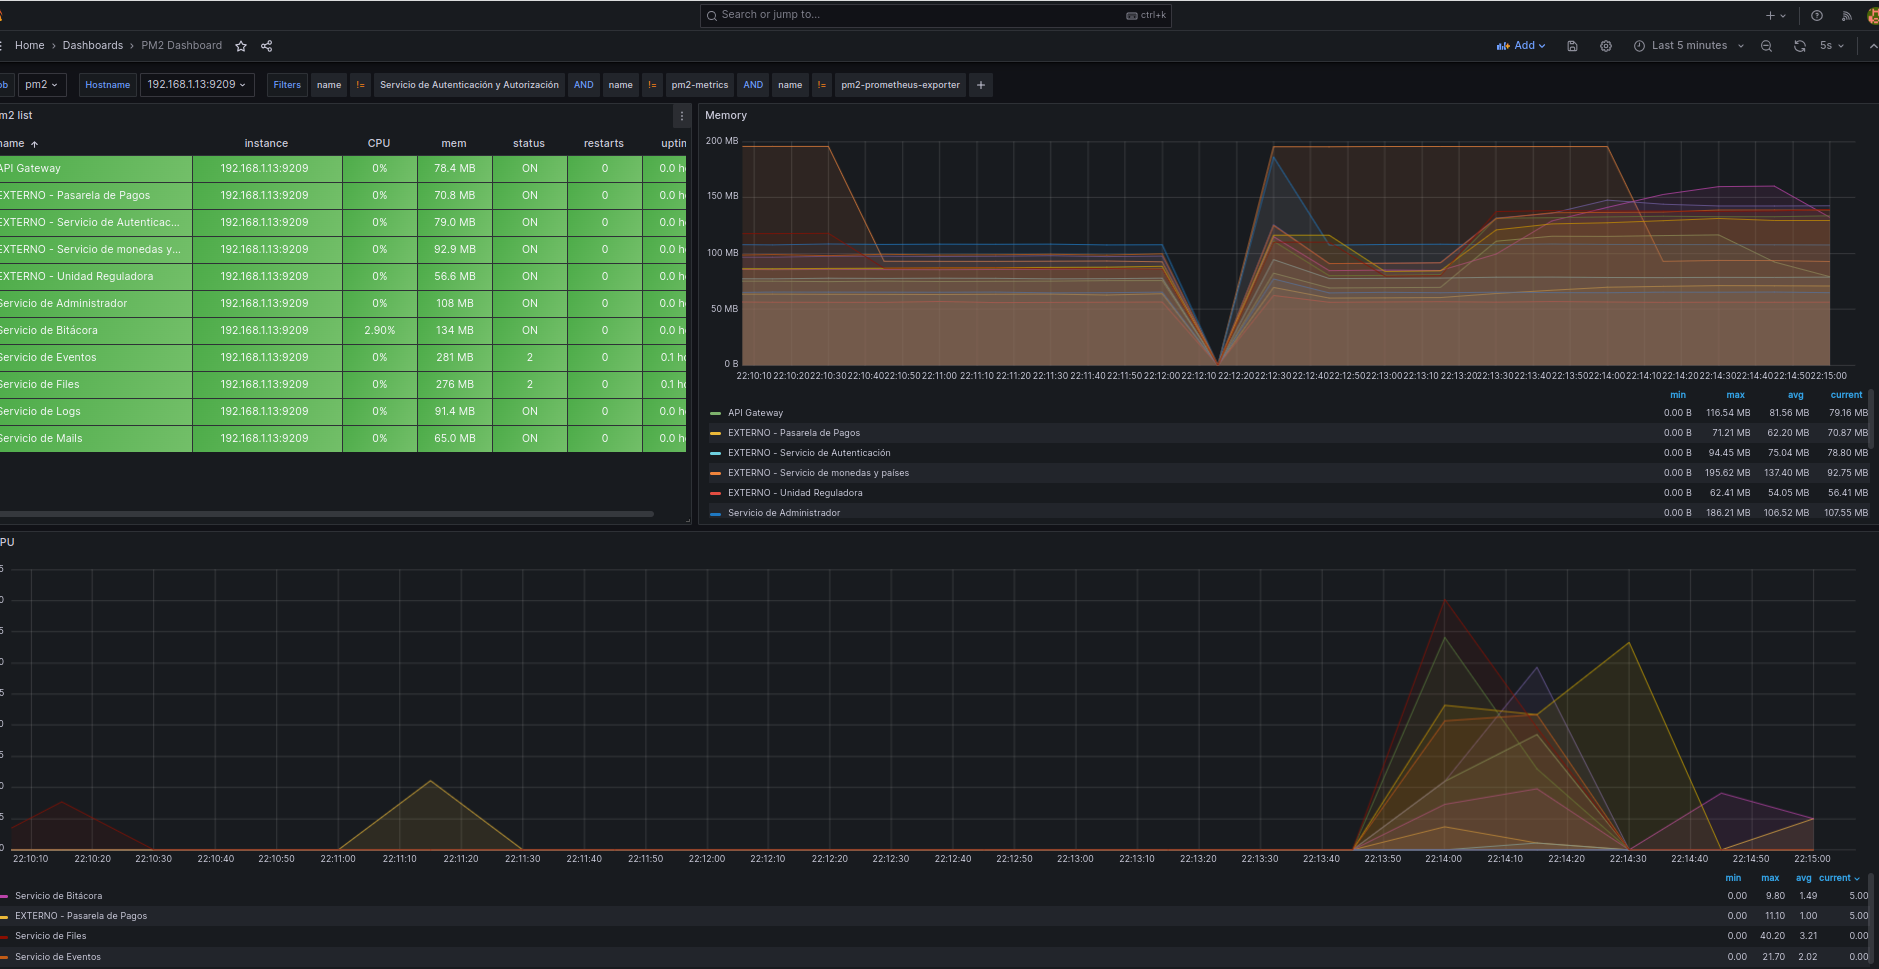 Search or jump to...
ctrl+k
Home › Dashboards › PM2 Dashboard
Add
Last 5 minutes
5s
ob pm2 Hostname 192.168.1.13:9209 Filters name != Servicio de Autenticación y Autorización AND name != pm2-metrics AND name != pm2-prometheus-exporter +
m2 list
name instance CPU mem status restarts uptin
API Gateway 192.168.1.13:9209 0% 78.4 MB ON 0 0.0 h
EXTERNO - Pasarela de Pagos 192.168.1.13:9209 0% 70.8 MB ON 0 0.0 h
EXTERNO - Servicio de Autenticac... 192.168.1.13:9209 0% 79.0 MB ON 0 0.0 h
EXTERNO - Servicio de monedas y... 192.168.1.13:9209 0% 92.9 MB ON 0 0.0 h
EXTERNO - Unidad Reguladora 192.168.1.13:9209 0% 56.6 MB ON 0 0.0 h
Servicio de Administrador 192.168.1.13:9209 0% 108 MB ON 0 0.0 h
Servicio de Bitácora 192.168.1.13:9209 2.90% 134 MB ON 0 0.0 h
Servicio de Eventos 192.168.1.13:9209 0% 281 MB 2 0 0.1 h
Servicio de Files 192.168.1.13:9209 0% 276 MB 2 0 0.1 h
Servicio de Logs 192.168.1.13:9209 0% 91.4 MB ON 0 0.0 h
Servicio de Mails 192.168.1.13:9209 0% 65.0 MB ON 0 0.0 h
Memory
200 MB
150 MB
100 MB
50 MB
0 B
22:10:10 22:10:20 22:10:30 22:10:40 22:10:50 22:11:00 22:11:10 22:11:20 22:11:30 22:11:40 22:11:50 22:12:00 22:12:10 22:12:20 22:12:30 22:12:40 22:12:50 22:13:00 22:13:10 22:13:20 22:13:30 22:13:40 22:13:50 22:14:00 22:14:10 22:14:20 22:14:30 22:14:40 22:14:50 22:15:00
min max avg current
API Gateway 0.00 B 116.54 MB 81.56 MB 79.16 MB
EXTERNO - Pasarela de Pagos 0.00 B 71.21 MB 62.20 MB 70.87 MB
EXTERNO - Servicio de Autenticación 0.00 B 94.45 MB 75.04 MB 78.80 MB
EXTERNO - Servicio de monedas y países 0.00 B 195.62 MB 137.40 MB 92.75 MB
EXTERNO - Unidad Reguladora 0.00 B 62.41 MB 54.05 MB 56.41 MB
Servicio de Administrador 0.00 B 186.21 MB 106.52 MB 107.55 MB
PU
5
0
5
0
5
0
5
0
5
0
22:10:10 22:10:20 22:10:30 22:10:40 22:10:50 22:11:00 22:11:10 22:11:20 22:11:30 22:11:40 22:11:50 22:12:00 22:12:10 22:12:20 22:12:30 22:12:40 22:12:50 22:13:00 22:13:10 22:13:20 22:13:30 22:13:40 22:13:50 22:14:00 22:14:10 22:14:20 22:14:30 22:14:40 22:14:50 22:15:00
min max avg current
Servicio de Bitácora 0.00 9.80 1.49 5.00
EXTERNO - Pasarela de Pagos 0.00 11.10 1.00 5.00
Servicio de Files 0.00 40.20 3.21 0.00
Servicio de Eventos 0.00 21.70 2.02 0.00